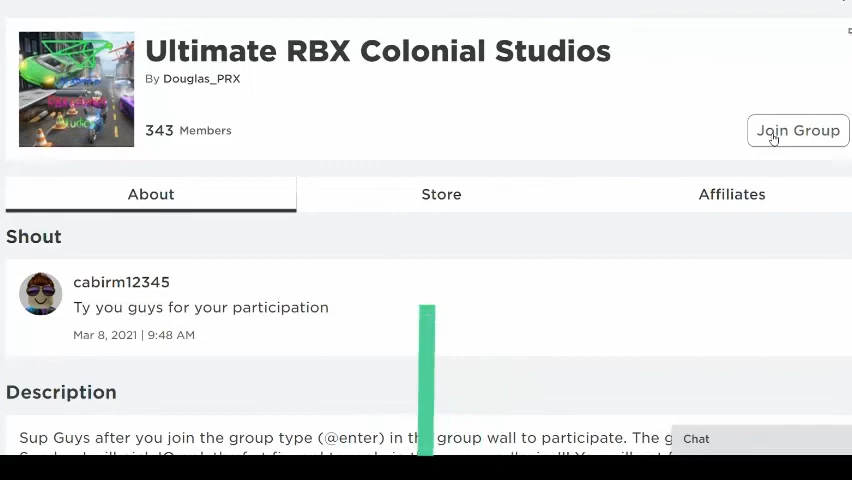 Ultimate RBX Colonial Studios
By Douglas_PRX
343 Members
Join Group
About
Store
Affiliates
Shout
cabirm12345
Ty you guys for your participation
Mar 8, 2021 | 9:48 AM
Description
Sup Guys after you join the group type (@enter) in the group wall to participate. The
Chat